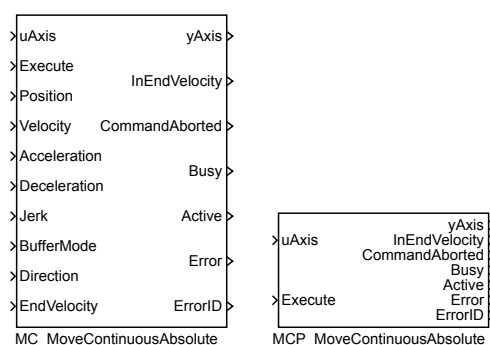 uAxis yAxis
Execute
InEndVelocity
Position
Velocity CommandAborted
Acceleration
Busy
Deceleration
Jerk Active
BufferMode
Error
Direction
EndVelocity ErrorID
MC_MoveContinuousAbsolute
yAxis
uAxis InEndVelocity
CommandAborted
Busy
Active
Execute Error
ErrorID
MCP_MoveContinuousAbsolute